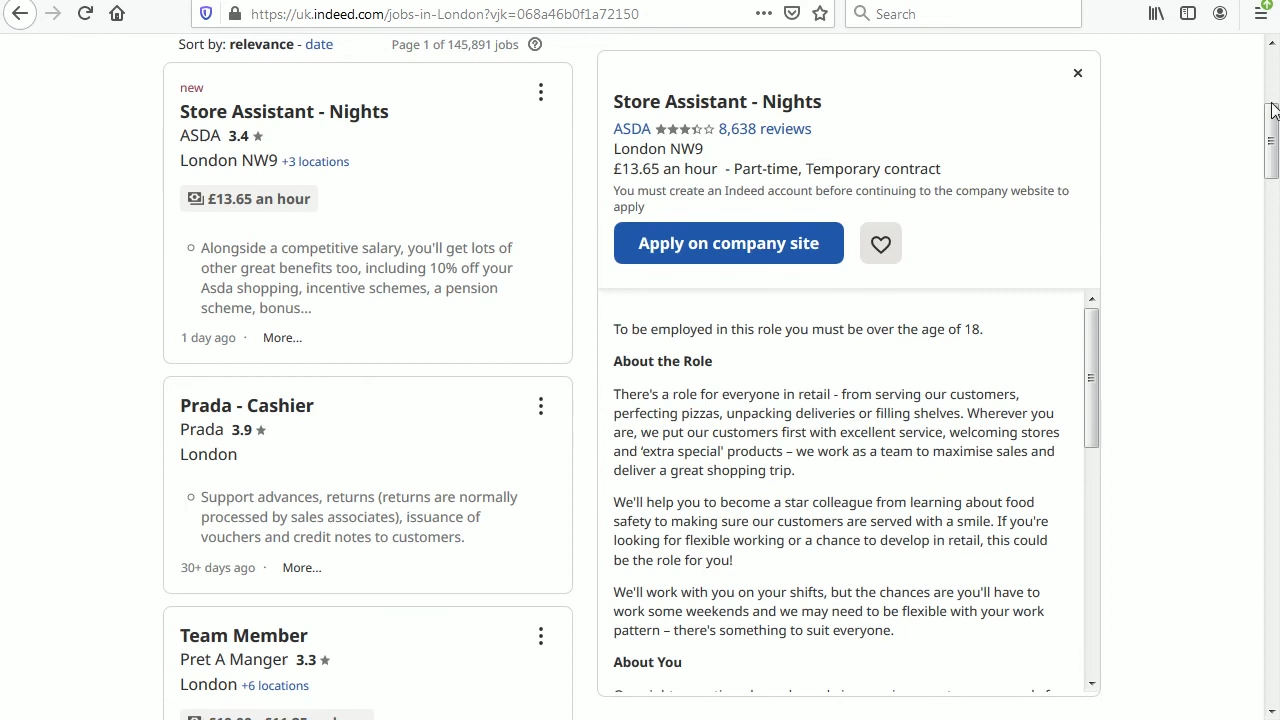 https://uk.indeed.com/jobs-in-London?vjk=068a46b0f1a72150
Search
Sort by: relevance - date
Page 1 of 145,891 jobs
new
Store Assistant - Nights
ASDA 3.4
London NW9 +3 locations
£13.65 an hour
Alongside a competitive salary, you'll get lots of
other great benefits too, including 10% off your
Asda shopping, incentive schemes, a pension
scheme, bonus...
1 day ago · More...
Prada - Cashier
Prada 3.9
London
Support advances, returns (returns are normally
processed by sales associates), issuance of
vouchers and credit notes to customers.
30+ days ago · More...
Team Member
Pret A Manger 3.3
London +6 locations
Store Assistant - Nights
ASDA 8,638 reviews
London NW9
£13.65 an hour - Part-time, Temporary contract
You must create an Indeed account before continuing to the company website to
apply
Apply on company site
To be employed in this role you must be over the age of 18.
About the Role
There's a role for everyone in retail - from serving our customers,
perfecting pizzas, unpacking deliveries or filling shelves. Wherever you
are, we put our customers first with excellent service, welcoming stores
and ‘extra special' products – we work as a team to maximise sales and
deliver a great shopping trip.
We'll help you to become a star colleague from learning about food
safety to making sure our customers are served with a smile. If you're
looking for flexible working or a chance to develop in retail, this could
be the role for you!
We'll work with you on your shifts, but the chances are you'll have to
work some weekends and we may need to be flexible with your work
pattern – there's something to suit everyone.
About You